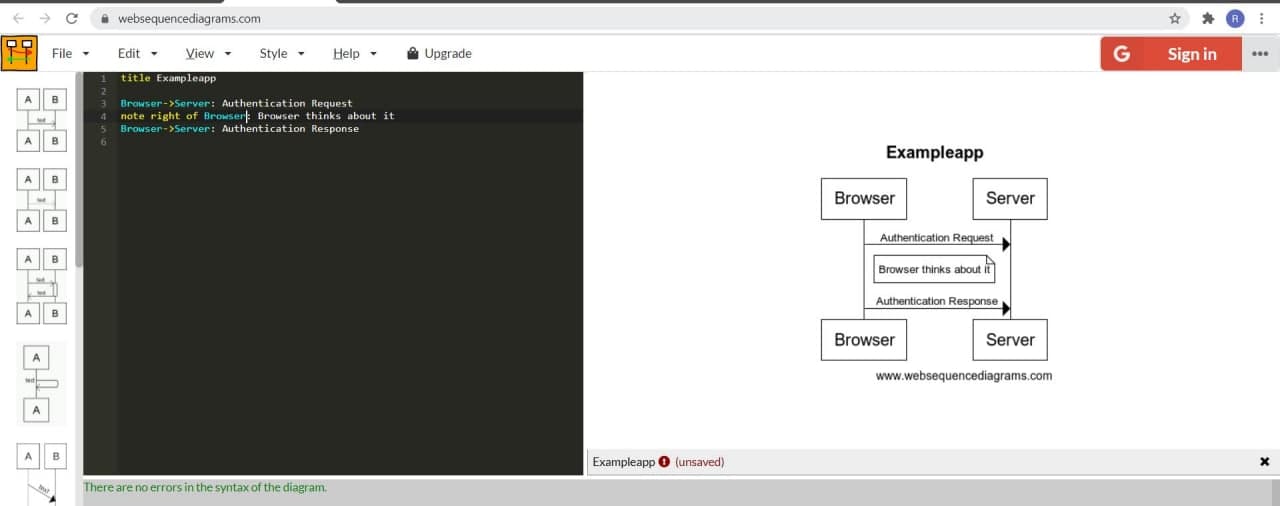 websequencediagrams.com
R
File Edit View Style Help Upgrade
G Sign in
1 title Exampleapp
2
3 Browser->Server: Authentication Request
4 note right of Browser: Browser thinks about it
5 Browser->Server: Authentication Response
6
A B
text
A B
A B
text
A B
A B
text
text
A B
A
text
A
A B
text
Exampleapp
Browser Server
Authentication Request
Browser thinks about it
Authentication Response
Browser Server
www.websequencediagrams.com
Exampleapp (unsaved)
There are no errors in the syntax of the diagram.